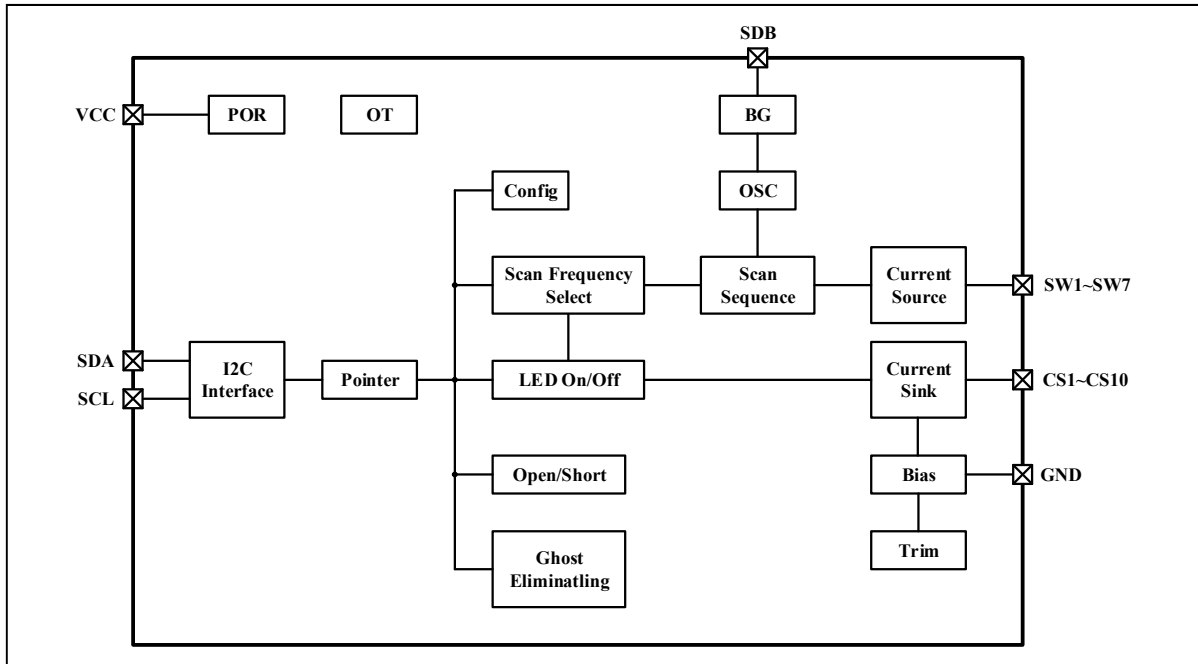 SDB
VCC
POR
OT
BG
Config
OSC
Scan Frequency
Select
Scan
Sequence
Current
Source
SW1~SW7
SDA
SCL
I2C
Interface
Pointer
LED On/Off
Current
Sink
CS1~CS10
Open/Short
Bias
GND
Ghost
Eliminatling
Trim